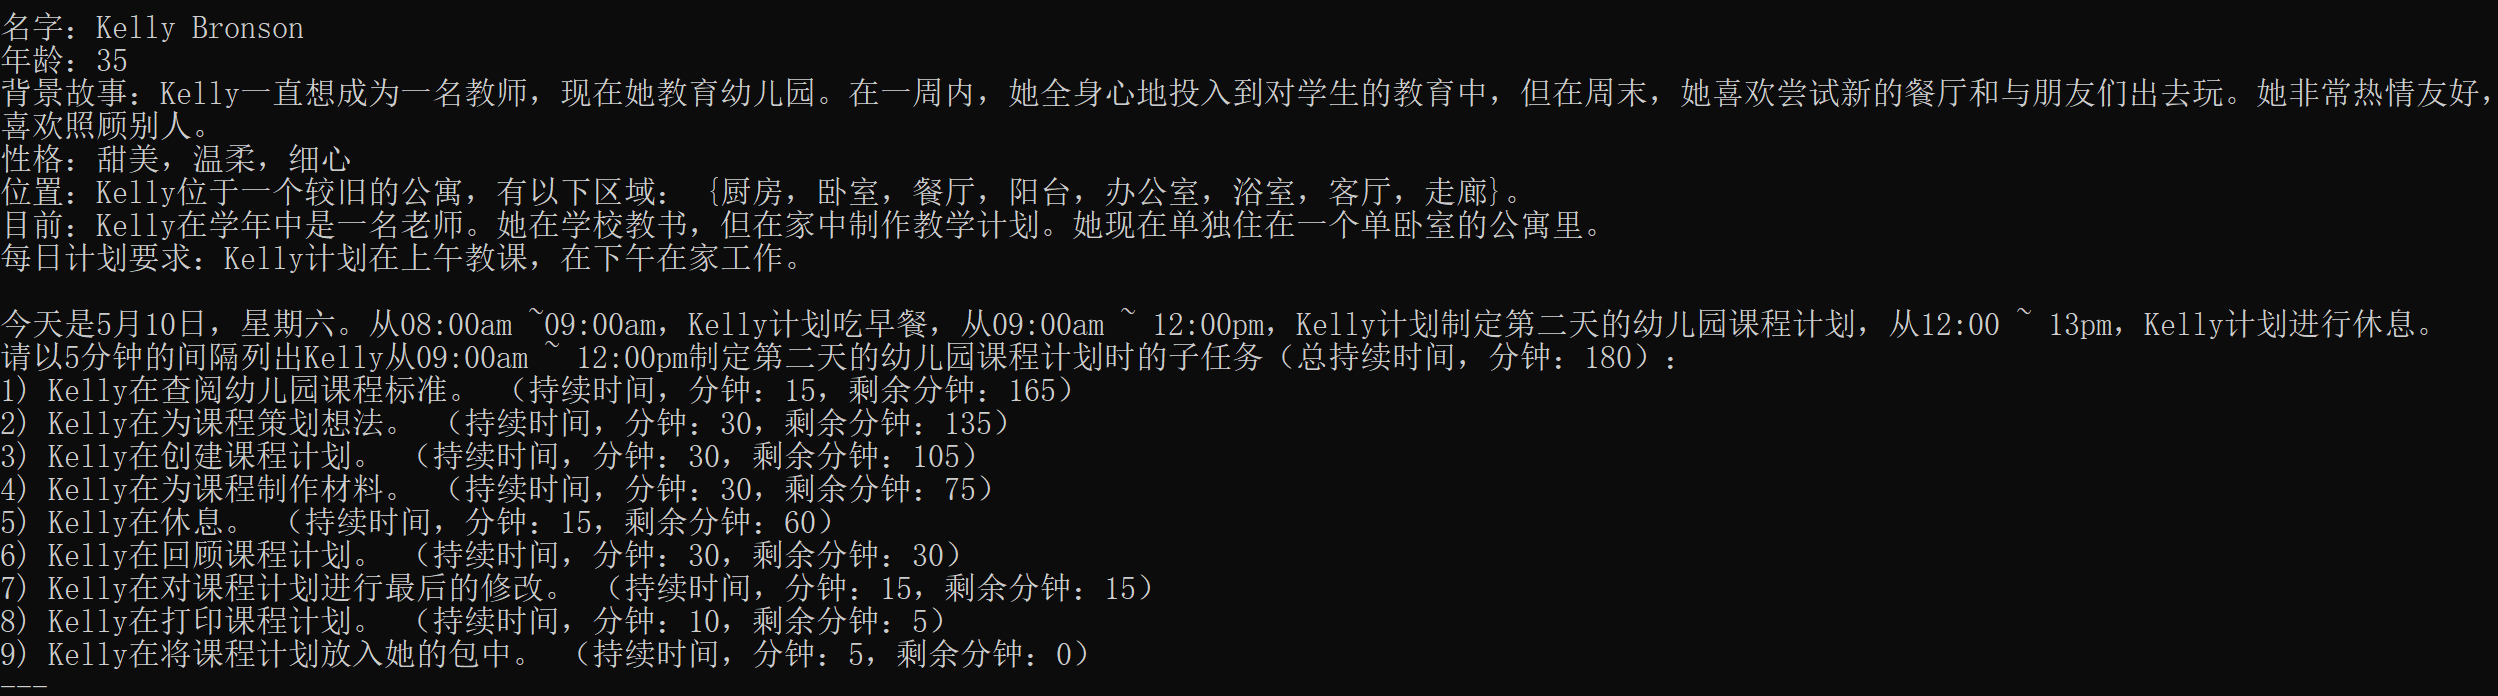 名字：Kelly Bronson
年龄：35
背景故事：Kelly一直想成为一名教师，现在她教育幼儿园。在一周内，她全身心地投入到对学生的教育中，但在周末，她喜欢尝试新的餐厅和与朋友们出去玩。她非常热情友好，
喜欢照顾别人。
性格：甜美，温柔，细心
位置：Kelly位于一个较旧的公寓，有以下区域： {厨房，卧室，餐厅，阳台，办公室，浴室，客厅，走廊}。
目前：Kelly在学年中是一名老师。她在学校教书，但在家中制作教学计划。她现在单独住在一个单卧室的公寓里。
每日计划要求：Kelly计划在上午教课，在下午在家工作。
今天是5月10日，星期六。从08:00am ~09:00am，Kelly计划吃早餐，从09:00am ~ 12:00pm，Kelly计划制定第二天的幼儿园课程计划，从12:00 ~ 13pm，Kelly计划进行休息。
请以5分钟的间隔列出Kelly从09:00am ~ 12:00pm制定第二天的幼儿园课程计划时的子任务（总持续时间，分钟：180）：
1) Kelly在查阅幼儿园课程标准。 （持续时间，分钟：15，剩余分钟：165）
2) Kelly在为课程策划想法。 （持续时间，分钟：30，剩余分钟：135）
3) Kelly在创建课程计划。 （持续时间，分钟：30，剩余分钟：105）
4) Kelly在为课程制作材料。 （持续时间，分钟：30，剩余分钟：75）
5) Kelly在休息。 （持续时间，分钟：15，剩余分钟：60）
6) Kelly在回顾课程计划。 （持续时间，分钟：30，剩余分钟：30）
7) Kelly在对课程计划进行最后的修改。 （持续时间，分钟：15，剩余分钟：15）
8) Kelly在打印课程计划。 （持续时间，分钟：10，剩余分钟：5）
9) Kelly在将课程计划放入她的包中。 （持续时间，分钟：5，剩余分钟：0）
---